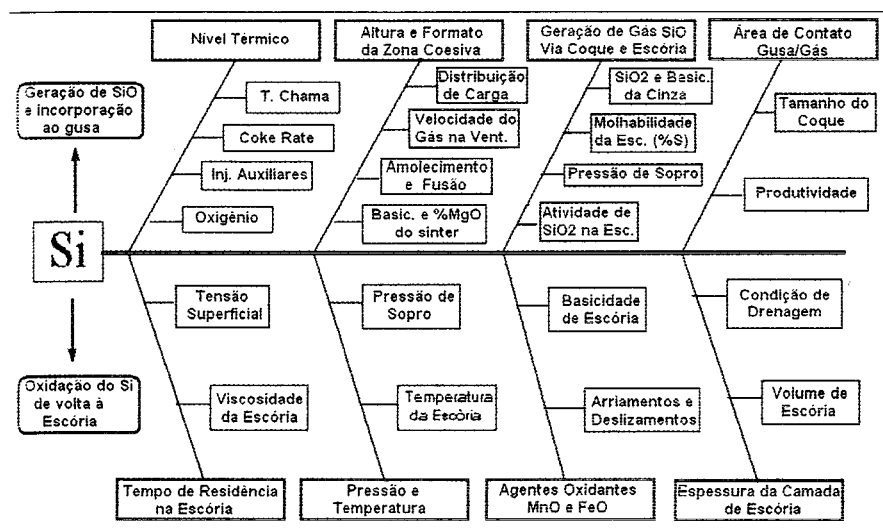 Nível Térmico
Altura e Formato
da Zona Coesiva
Geração de Gás SiO
Via Coque e Escória
Área de Contato
Gusa/Gás
Geração de SiO
e incorporação
ao gusa
T. Chama
Coke Rate
Inj. Auxiliares
Oxigênio
Distribuição
de Carga
Velocidade do
Gás na Vent.
Amolecimento
e Fusão
Basic. e %MgO
do sinter
SiO2 e Basic.
da Cinza
Molhabilidade
da Esc. (%S)
Pressão de Sopro
Atividade de
SiO2 na Esc.
Tamanho do
Coque
Produtividade
Si
Tensão
Superficial
Viscosidade
da Escória
Pressão de
Sopro
Temperatura
da Escória
Basicidade
de Escória
Arriamentos e
Deslizamentos
Condição de
Drenagem
Volume de
Escória
Oxidação do Si
de volta à
Escória
Tempo de Residência
na Escória
Pressão e
Temperatura
Agentes Oxidantes
MnO e FeO
Espessura da Camada
de Escória